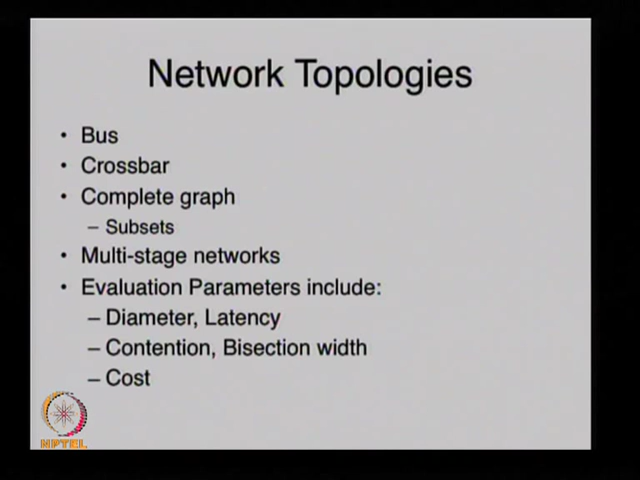 Network Topologies
• Bus
• Crossbar
• Complete graph
– Subsets
• Multi-stage networks
• Evaluation Parameters include:
– Diameter, Latency
– Contention, Bisection width
– Cost
NPTEL